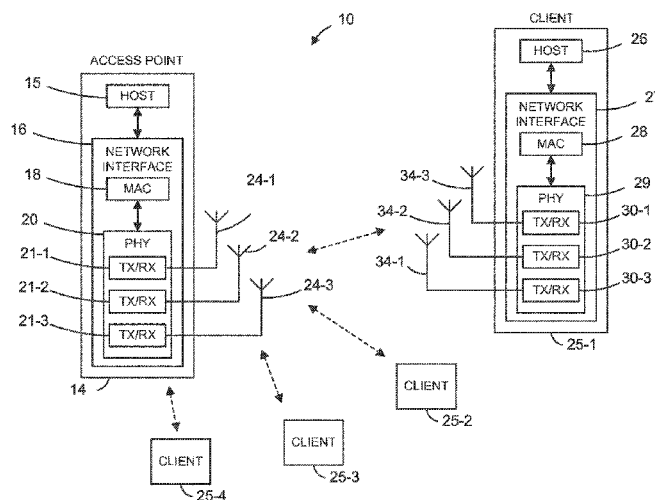 10
ACCESS POINT
15
HOST
16
NETWORK
INTERFACE
18
MAC
20
PHY
21-1
TX/RX
21-2
TX/RX
21-3
TX/RX
14
24-1
24-2
24-3
CLIENT
26
HOST
27
NETWORK
INTERFACE
28
MAC
29
PHY
34-3
TX/RX
30-1
34-2
TX/RX
30-2
34-1
TX/RX
30-3
25-1
CLIENT
25-2
CLIENT
25-3
CLIENT
25-4